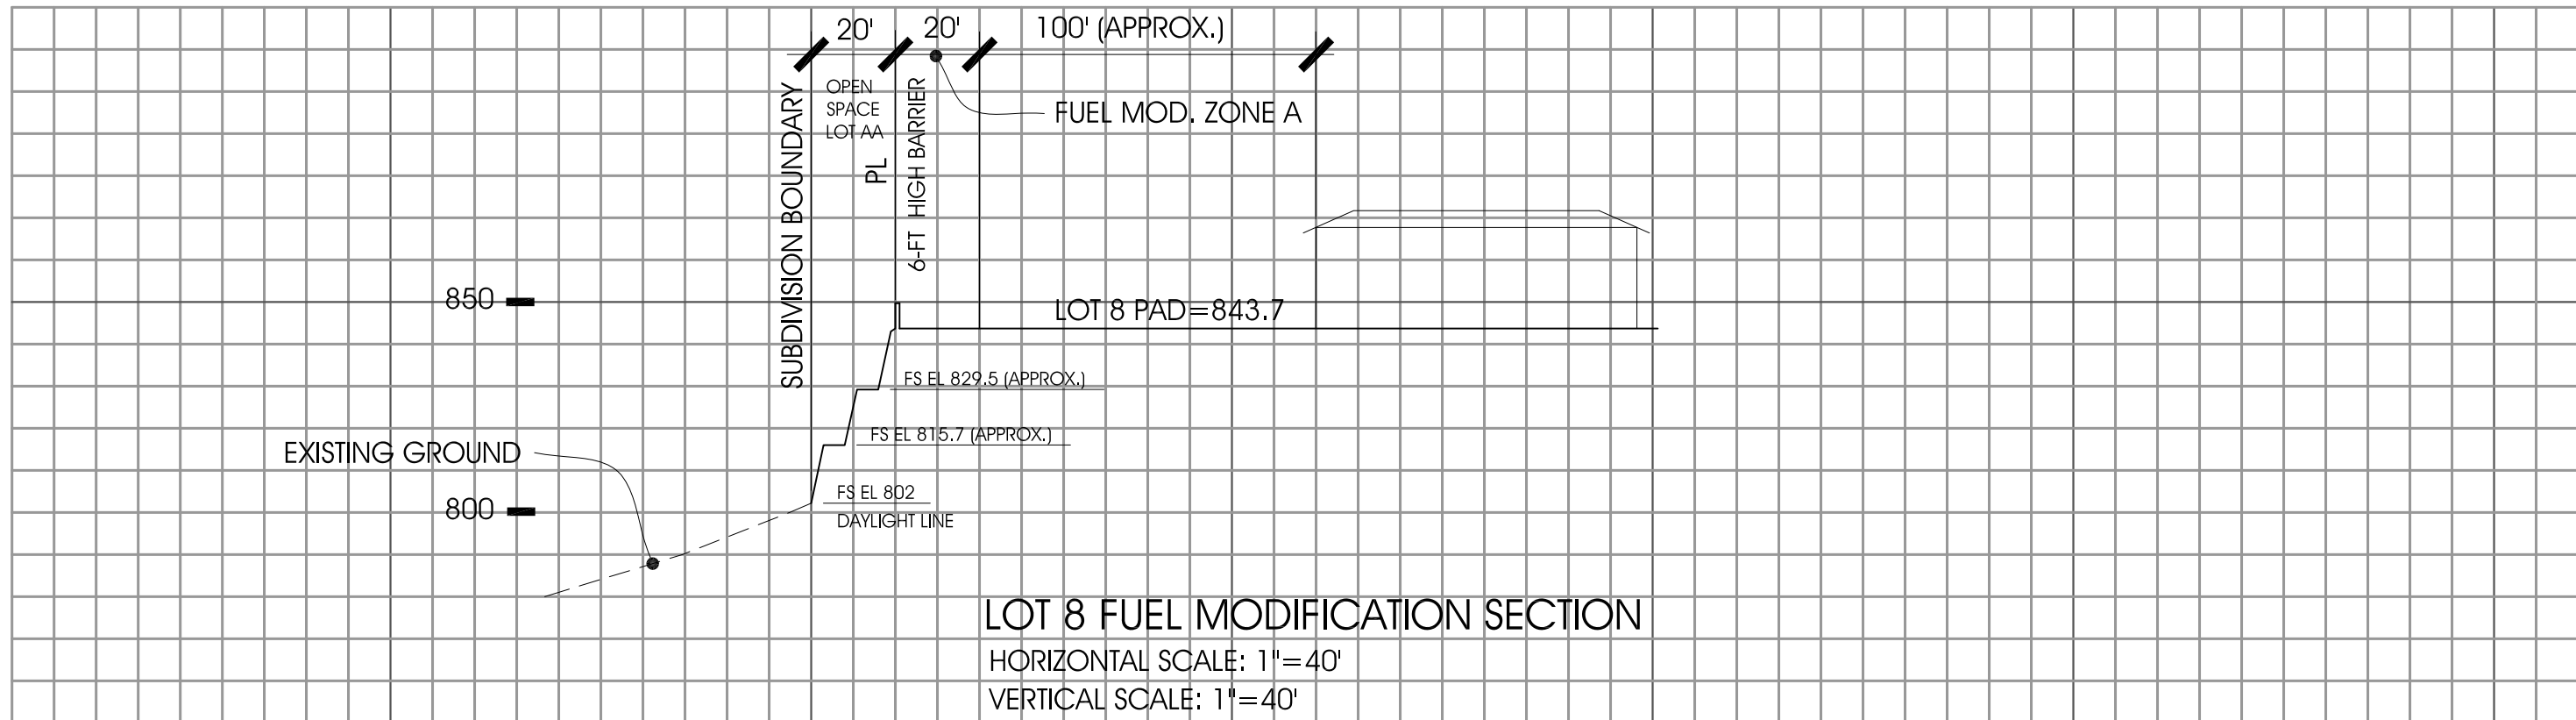 20'
20'
100' (APPROX.)
SUBDIVISION BOUNDARY
OPEN
SPACE
LOT AA
PL
6-FT HIGH BARRIER
FUEL MOD. ZONE A
850
LOT 8 PAD=843.7
FS EL 829.5 (APPROX.)
FS EL 815.7 (APPROX.)
EXISTING GROUND
800
FS EL 802
DAYLIGHT LINE
LOT 8 FUEL MODIFICATION SECTION
HORIZONTAL SCALE: 1"=40'
VERTICAL SCALE: 1"=40'